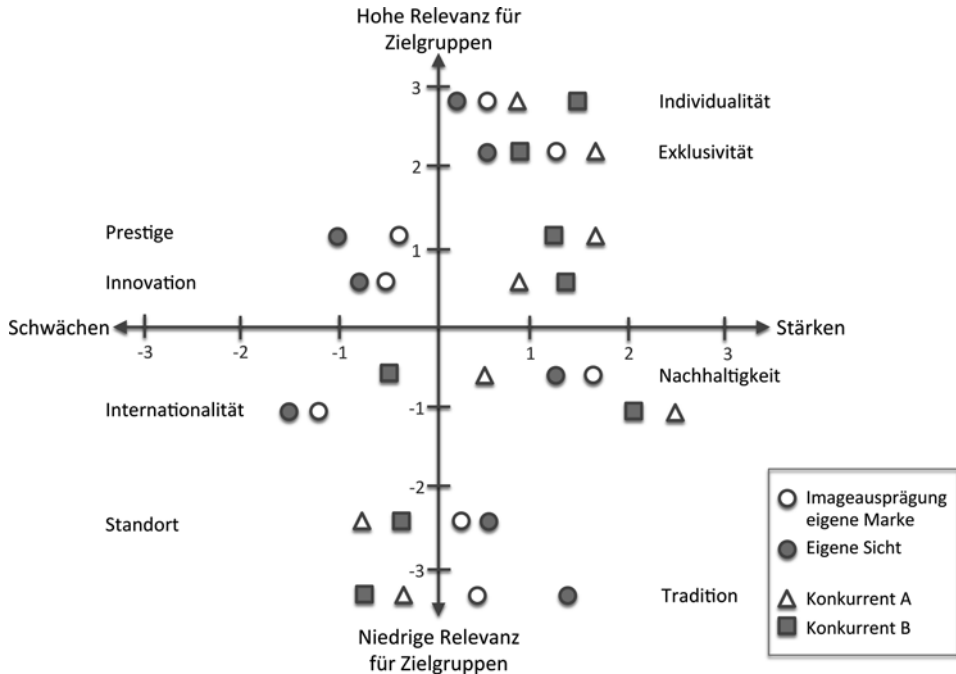 Hohe Relevanz für
Zielgruppen
3
Individualität
2
Exklusivität
Prestige
1
Innovation
Schwächen
Stärken
-3
-2
-1
1
2
3
Nachhaltigkeit
Internationalität
-1
-2
Standort
-3
Tradition
Niedrige Relevanz
für Zielgruppen
Imageausprägung
eigene Marke
Eigene Sicht
Konkurrent A
Konkurrent B